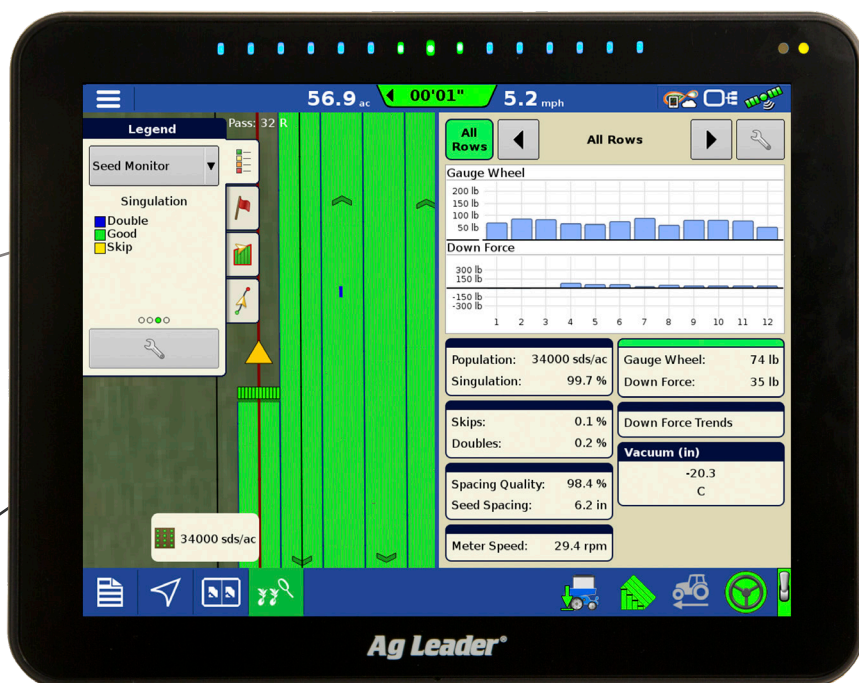 56.9 ac
00'01"
5.2 mph
Legend
Seed Monitor
Singulation
Double
Good
Skip
Pass: 32 R
34000 sds/ac
All Rows
All Rows
Gauge Wheel
200 lb
150 lb
100 lb
50 lb
Down Force
300 lb
150 lb
-150 lb
-300 lb
1 2 3 4 5 6 7 8 9 10 11 12
Population: 34000 sds/ac
Singulation: 99.7 %
Gauge Wheel: 74 lb
Down Force: 35 lb
Skips: 0.1 %
Doubles: 0.2 %
Down Force Trends
Vacuum (in)
-20.3
C
Spacing Quality: 98.4 %
Seed Spacing: 6.2 in
Meter Speed: 29.4 rpm
Ag Leader®